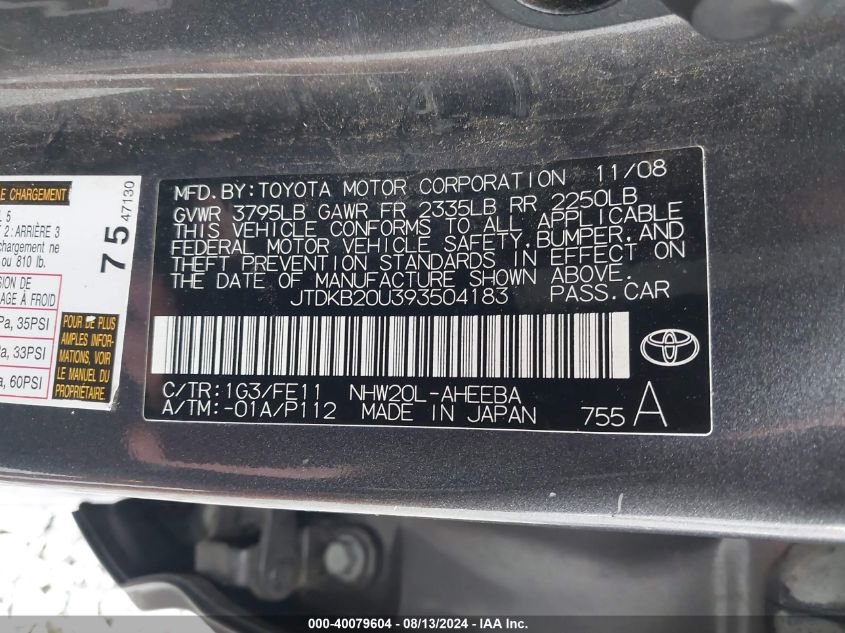 E CHARGEMENT
L 5
2 : ARRIÈRE 3
chargement ne
ou 810 lb.
SION DE
AGE À FROID
Pa, 35PSI
a, 33PSI
a, 60PSI
47130
75
POUR DE PLUS
AMPLES INFOR-
MATIONS, VOIR
LE MANUEL DU
PROPRIÉTAIRE.
MFD. BY: TOYOTA MOTOR CORPORATION 11/08
GVWR 3795LB GAWR FR 2335LB RR 2250LB
THIS VEHICLE CONFORMS TO ALL APPLICABLE
FEDERAL MOTOR VEHICLE SAFETY, BUMPER, AND
THEFT PREVENTION STANDARDS IN EFFECT ON
THE DATE OF MANUFACTURE SHOWN ABOVE.
JTDKB20U393504183 PASS. CAR
C/TR: 1G3/FE11 NHW20L-AHEEBA
A/TM: -01A/P112 MADE IN JAPAN 755 A
000-40079604 - 08/13/2024 - Copyright © 2024, IAA Corp.